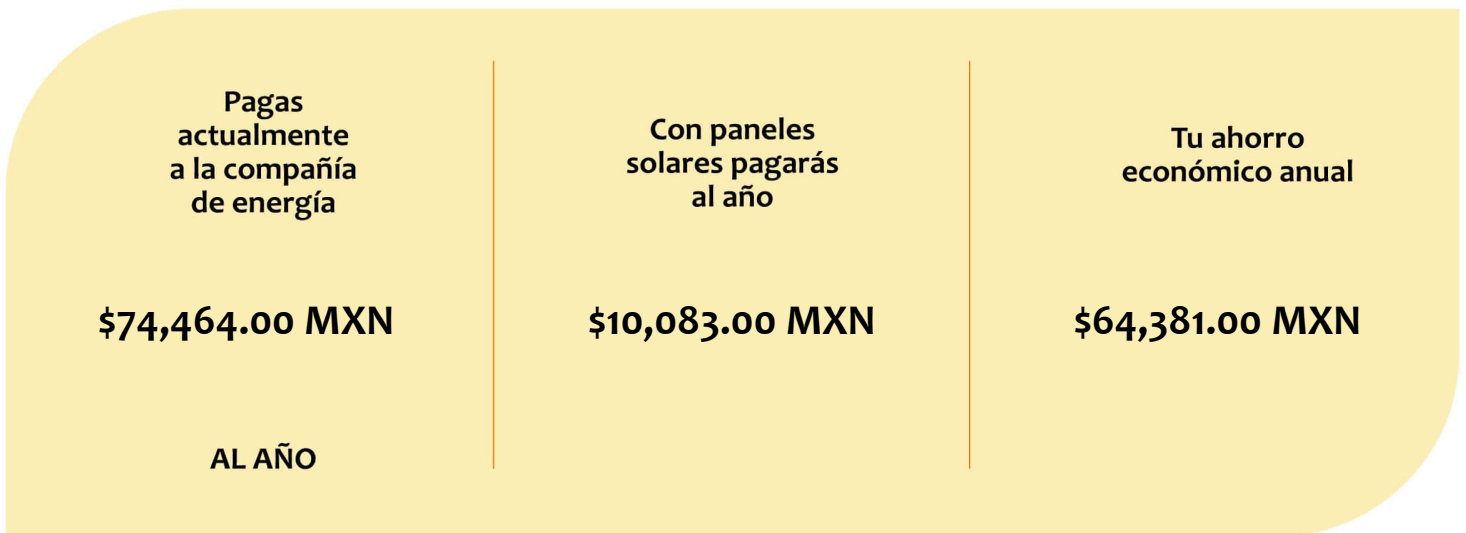 Pagas
actualmente
a la compañía
de energía
$74,464.00 MXN
AL AÑO
Con paneles
solares pagarás
al año
$10,083.00 MXN
Tu ahorro
económico anual
$64,381.00 MXN